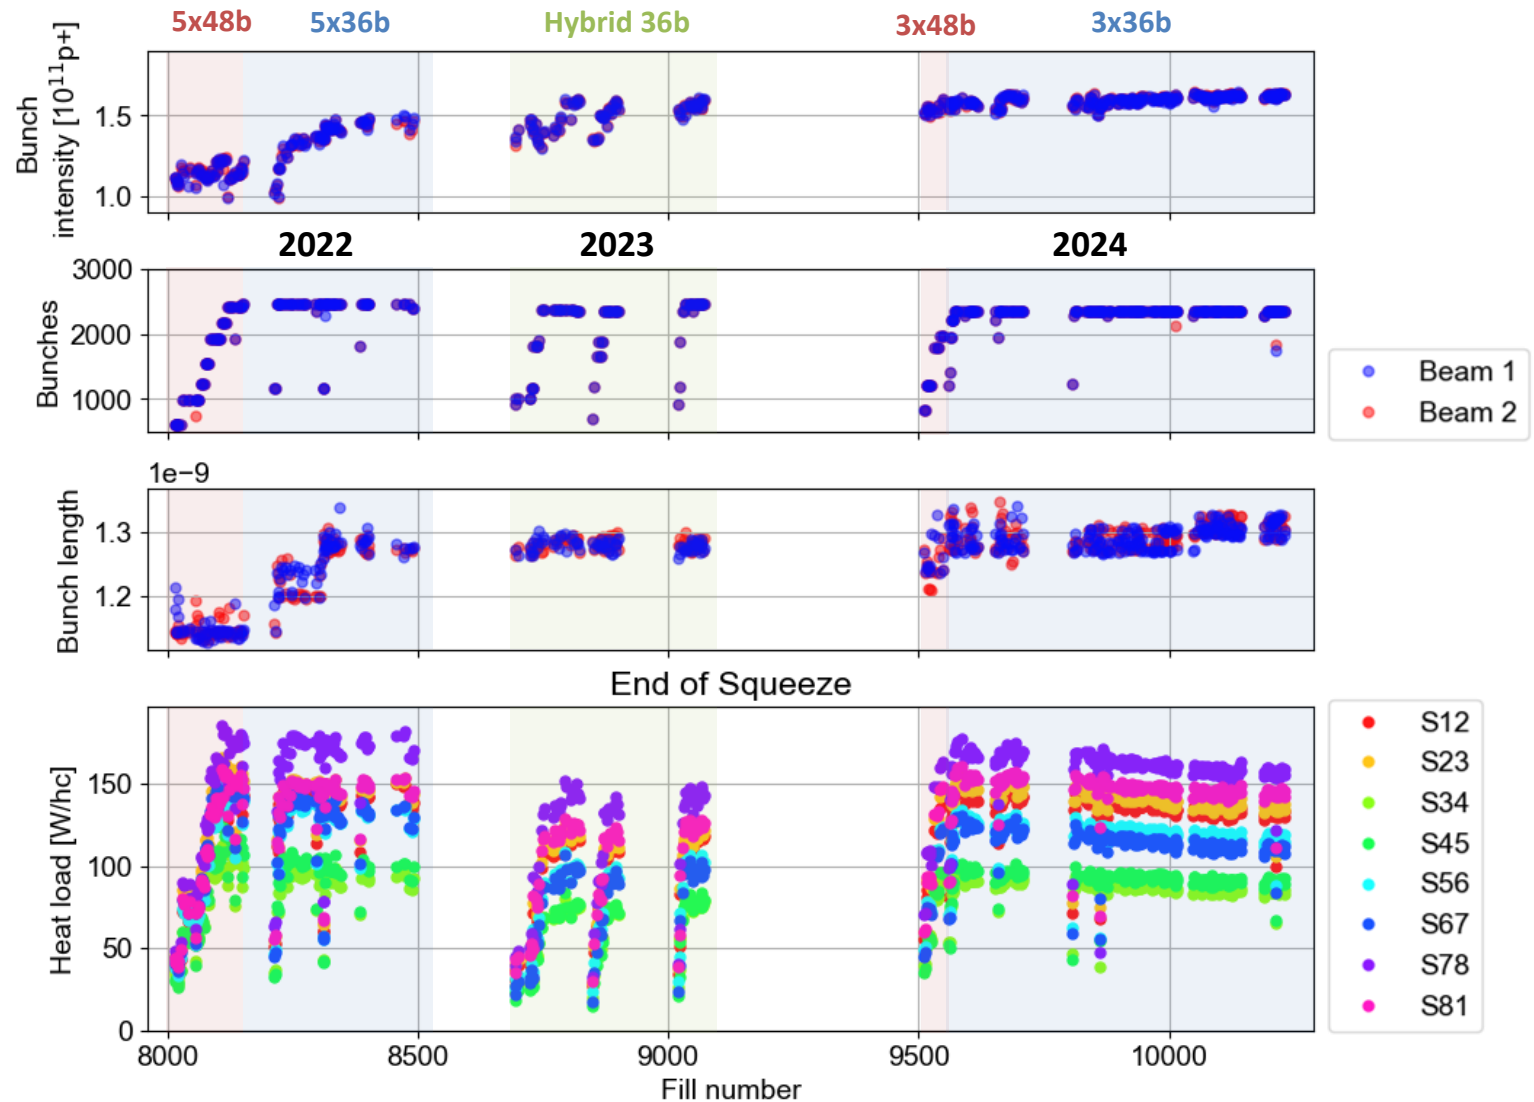 5x48b 5x36b Hybrid 36b 3x48b 3x36b
Bunch
intensity [10¹¹p+]
1.5
1.0
2022 2023 2024
Bunches
3000
2000
1000
Beam 1
Beam 2
1e−9
Bunch length
1.3
1.2
End of Squeeze
Heat load [W/hc]
150
100
50
0
S12
S23
S34
S45
S56
S67
S78
S81
8000 8500 9000 9500 10000
Fill number